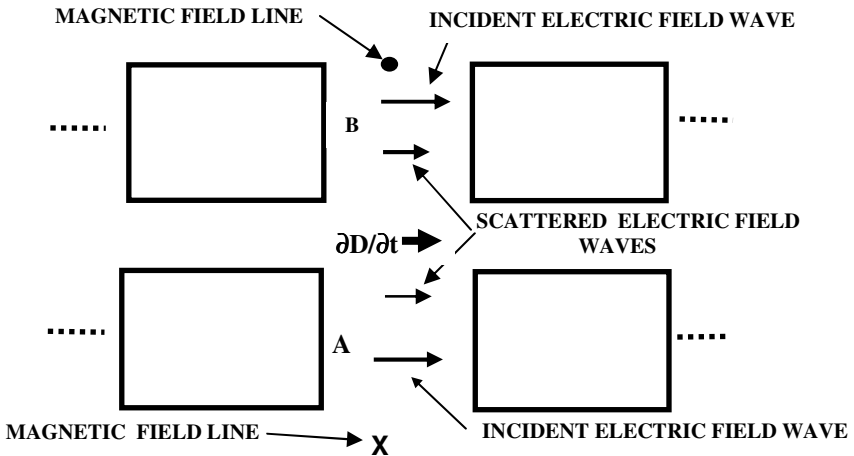 MAGNETIC FIELD LINE
INCIDENT ELECTRIC FIELD WAVE
B
SCATTERED ELECTRIC FIELD
WAVES
∂D/∂t
A
MAGNETIC FIELD LINE
X
INCIDENT ELECTRIC FIELD WAVE